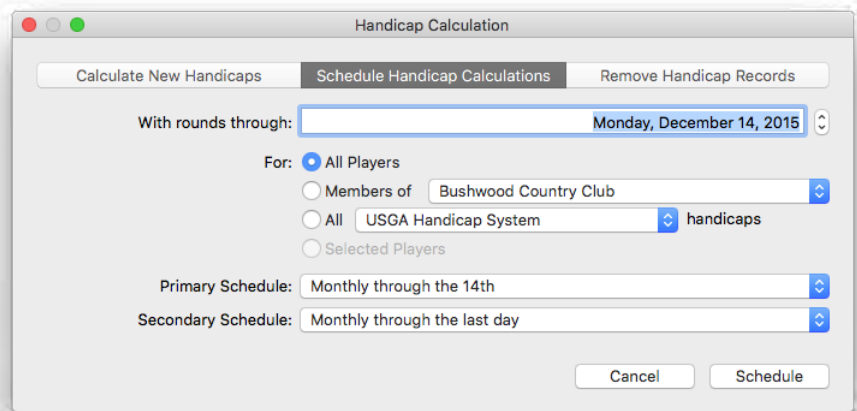 Handicap Calculation
Calculate New Handicaps Schedule Handicap Calculations Remove Handicap Records
With rounds through: Monday, December 14, 2015
For: All Players
Members of Bushwood Country Club
All USGA Handicap System handicaps
Selected Players
Primary Schedule: Monthly through the 14th
Secondary Schedule: Monthly through the last day
Cancel Schedule